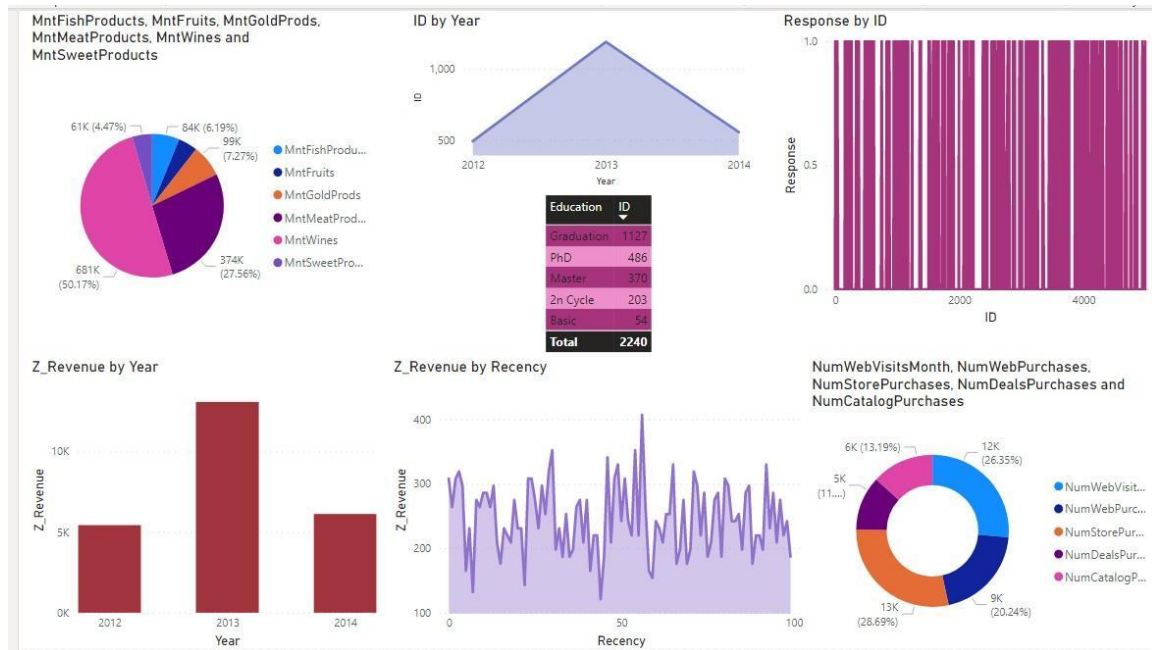 MntFishProducts, MntFruits, MntGoldProds,
MntMeatProducts, MntWines and
MntSweetProducts
61K (4.47%)
84K (6.19%)
99K
(7.27%)
374K
(27.56%)
681K
(50.17%)
MntFishProdu...
MntFruits
MntGoldProds
MntMeatProd...
MntWines
MntSweetPro...
ID by Year
ID
1,000
500
2012
2013
2014
Year
Education ID
Graduation 1127
PhD 486
Master 370
2n Cycle 203
Basic 54
Total 2240
Response by ID
Response
1.0
0.5
0.0
0
2000
4000
ID
Z_Revenue by Year
Z_Revenue
10K
5K
0K
2012
2013
2014
Year
Z_Revenue by Recency
Z_Revenue
400
300
200
100
0
50
100
Recency
NumWebVisitsMonth, NumWebPurchases,
NumStorePurchases, NumDealsPurchases and
NumCatalogPurchases
6K (13.19%)
12K
(26.35%)
5K
(11....)
9K
(20.24%)
13K
(28.69%)
NumWebVisit...
NumWebPurc...
NumStorePur...
NumDealsPur...
NumCatalogP...